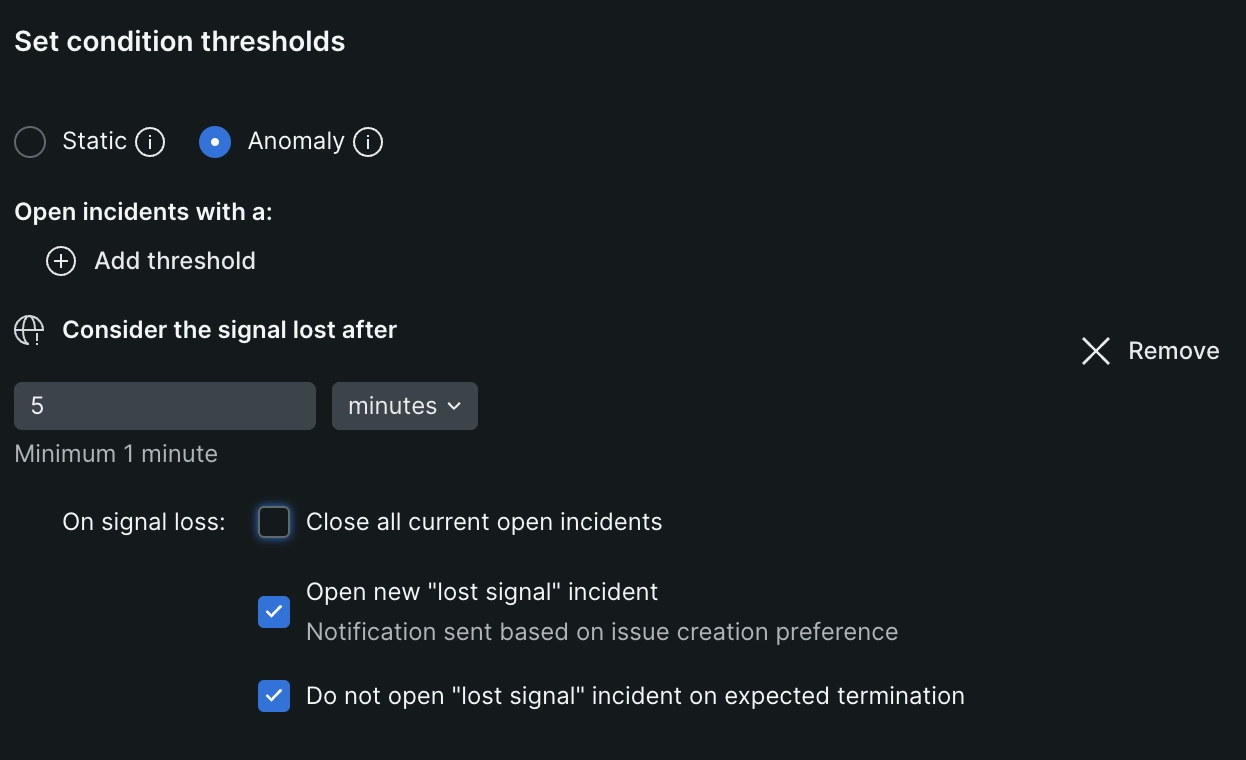 Set condition thresholds
Static Anomaly
Open incidents with a:
Add threshold
Consider the signal lost after
Remove
5 minutes
Minimum 1 minute
On signal loss: Close all current open incidents
Open new "lost signal" incident
Notification sent based on issue creation preference
Do not open "lost signal" incident on expected termination